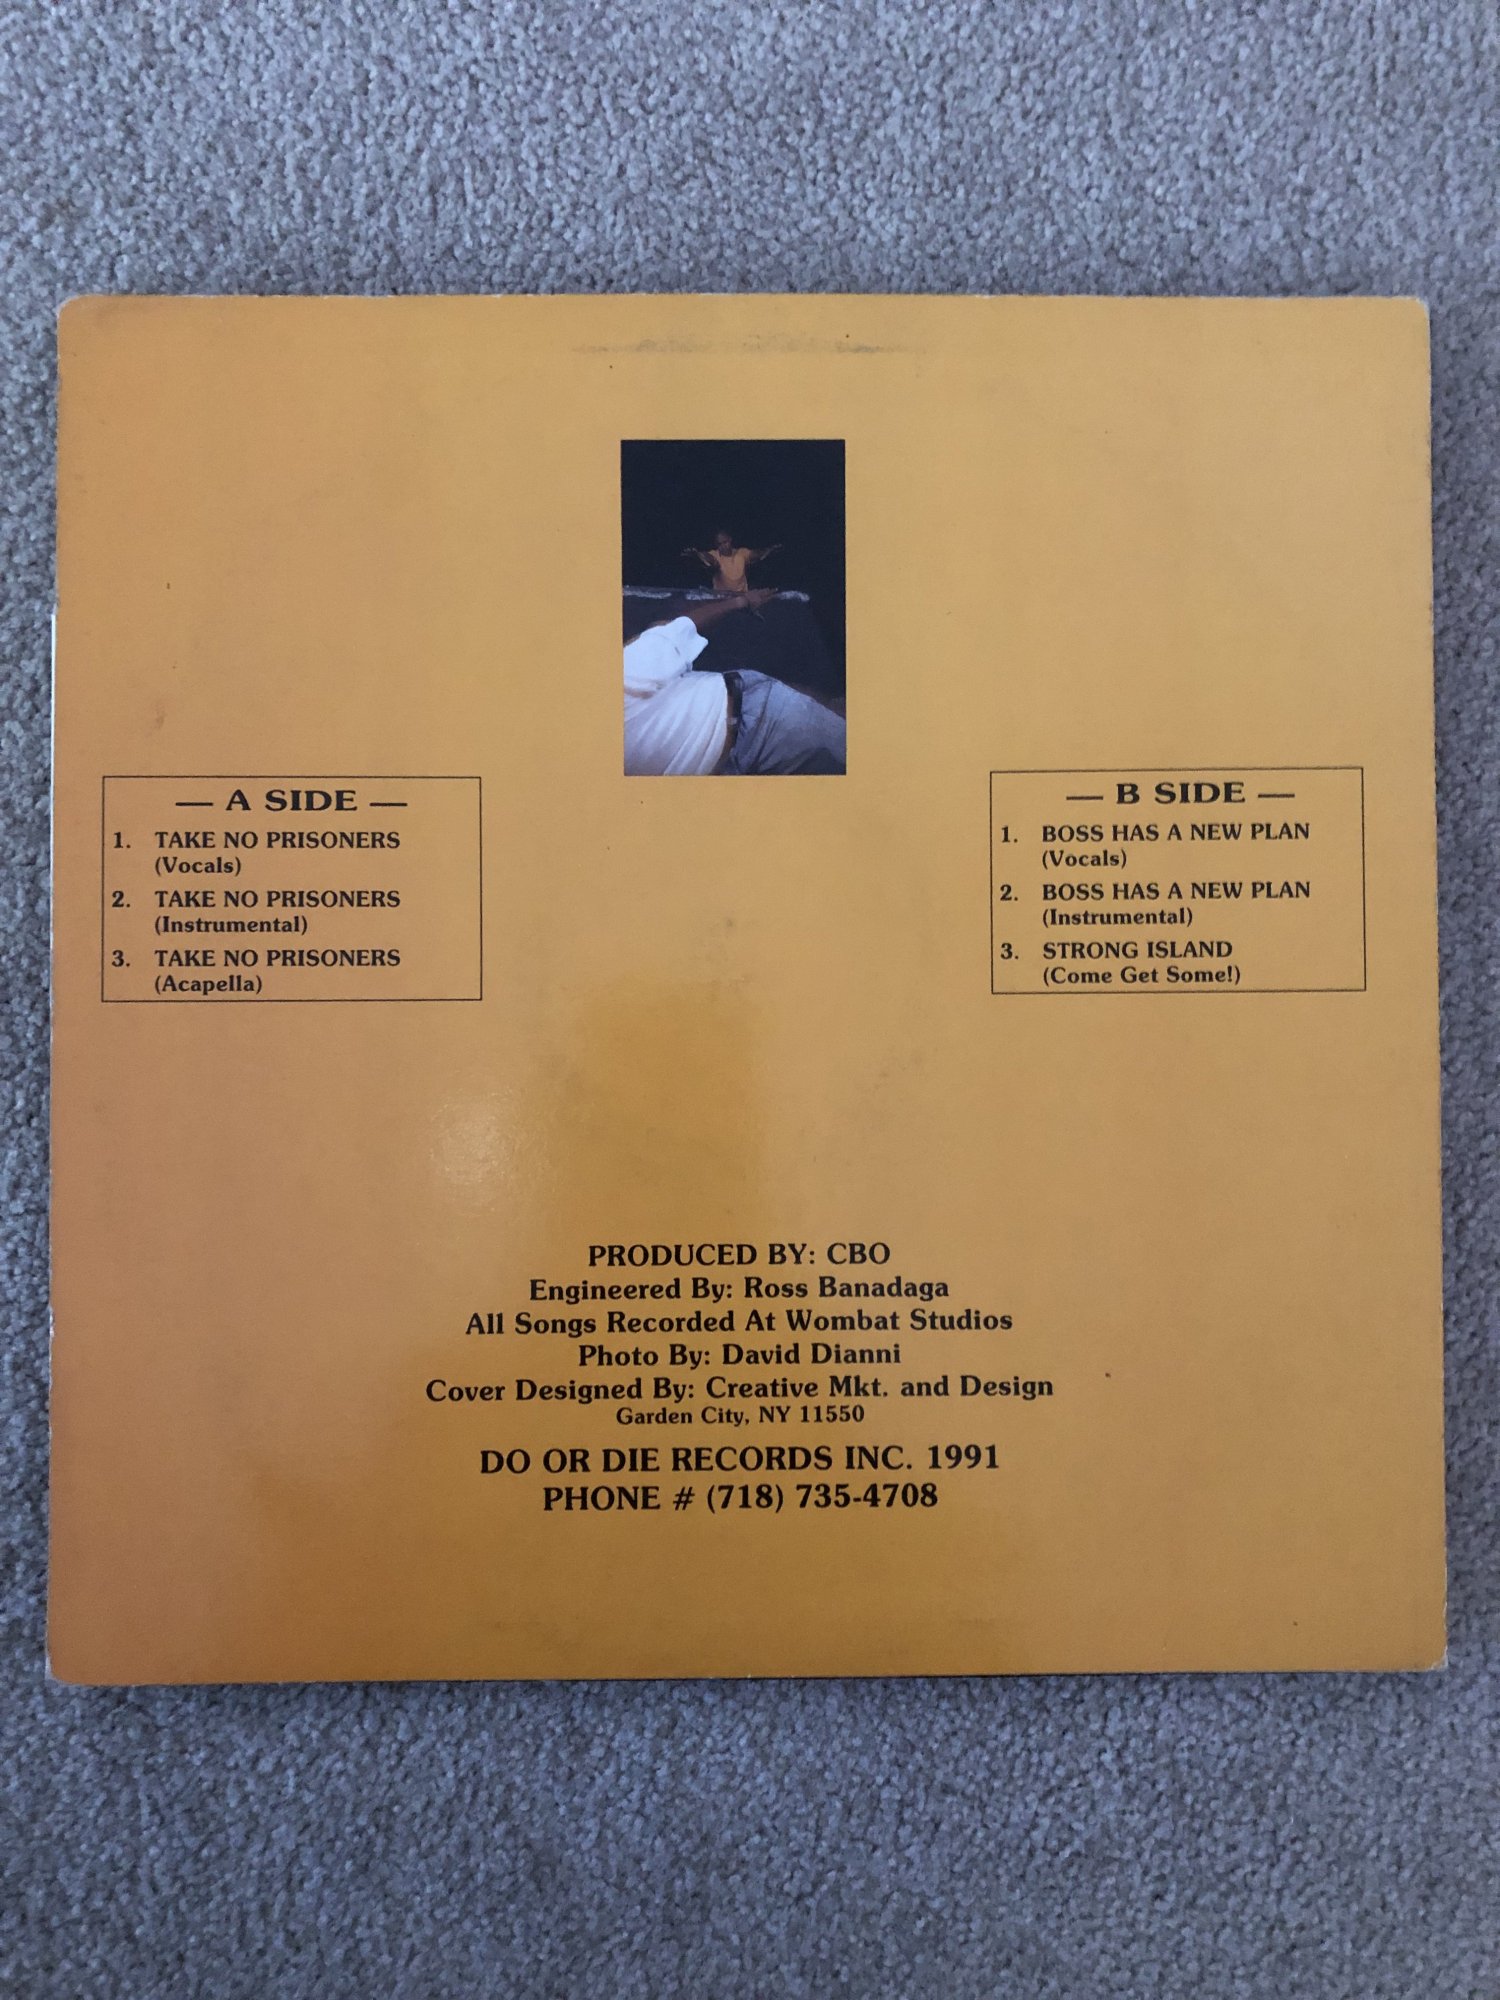 — A SIDE —
1. TAKE NO PRISONERS
(Vocals)
2. TAKE NO PRISONERS
(Instrumental)
3. TAKE NO PRISONERS
(Acapella)
— B SIDE —
1. BOSS HAS A NEW PLAN
(Vocals)
2. BOSS HAS A NEW PLAN
(Instrumental)
3. STRONG ISLAND
(Come Get Some!)
PRODUCED BY: CBO
Engineered By: Ross Banadaga
All Songs Recorded At Wombat Studios
Photo By: David Dianni
Cover Designed By: Creative Mkt. and Design
Garden City, NY 11550
DO OR DIE RECORDS INC. 1991
PHONE # (718) 735-4708